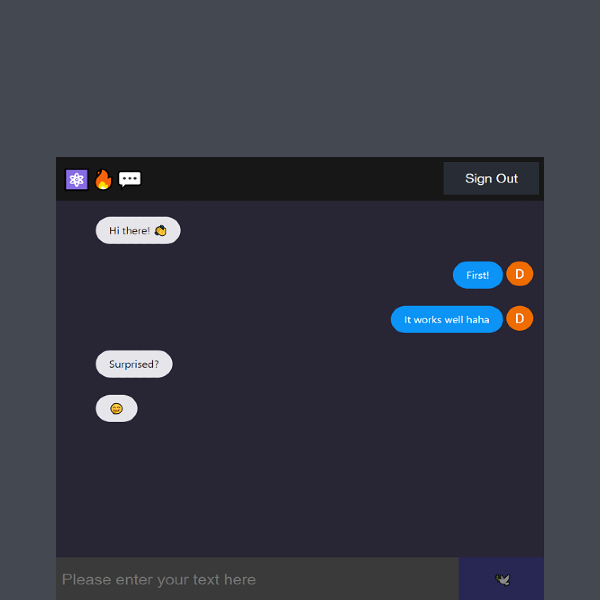 Sign Out
Hi there! 👏
First!
D
It works well haha
D
Surprised?
😊
Please enter your text here